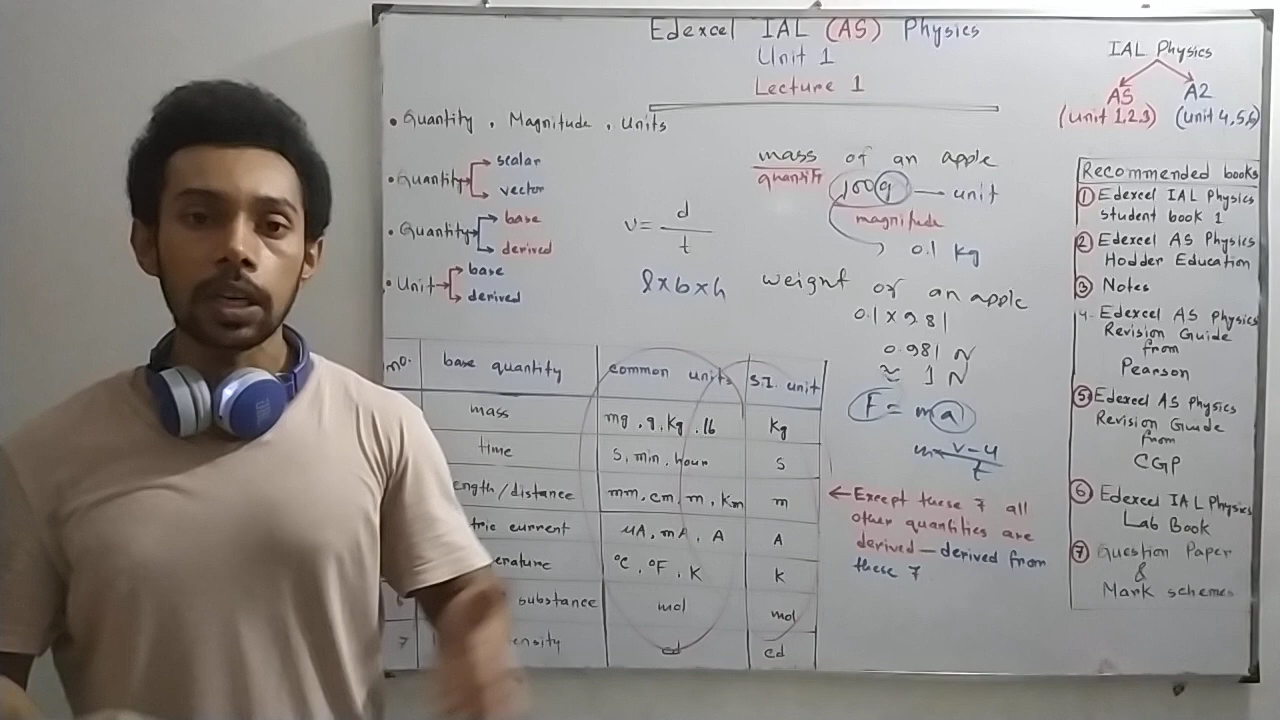 Edexcel IAL (AS) Physics
Unit 1
Lecture 1
• Quantity, Magnitude, Units
• Quantity
scalar
vector
• Quantity
base
derived
• Unit
base
derived
v = d / t
l x b x h
mass of an apple
quantity
100g — unit
magnitude
0.1 kg
weight of an apple
0.1 x 9.81
0.981 N
≈ 1 N
F = ma
m v-u / t
← Except these 7 all
other quantities are
derived — derived from
these 7
no. base quantity common units S.I. unit
mass mg, g, kg, lb kg
time s, min, hour s
ength/distance mm, cm, m, km m
tric current μA, mA, A A
erature °C, °F, K K
6 substance mol mol
7 ensity cd cd
IAL Physics
AS A2
(unit 1,2,3) (unit 4,5,6)
Recommended books
① Edexcel IAL Physics
student book 1
② Edexcel AS Physics
Hodder Education
③ Notes
4. Edexcel AS Physics
Revision Guide
from
Pearson
⑤ Edexcel AS Physics
Revision Guide
from
CGP
⑥ Edexcel IAL Physics
Lab Book
⑦ Question Paper
&
Mark schemes